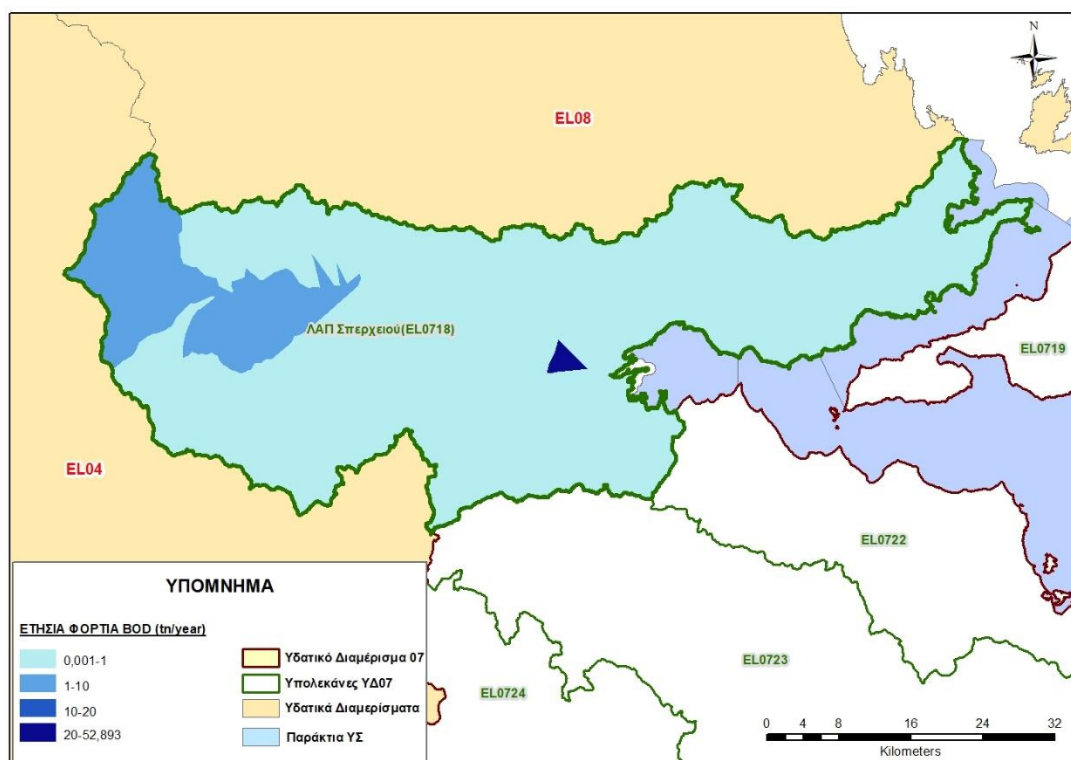 N
EL08
ΛΑΠ Σπερχειού(EL0718)
EL0719
EL04
EL0722
EL0723
EL0724
ΥΠΟΜΝΗΜΑ
ΕΤΗΣΙΑ ΦΟΡΤΙΑ BOD (tn/year)
0,001-1
1-10
10-20
20-52,893
Υδατικό Διαμέρισμα 07
Υπολεκάνες ΥΔ07
Υδατικά Διαμερίσματα
Παράκτια ΥΣ
0 4 8 16 24 32
Kilometers